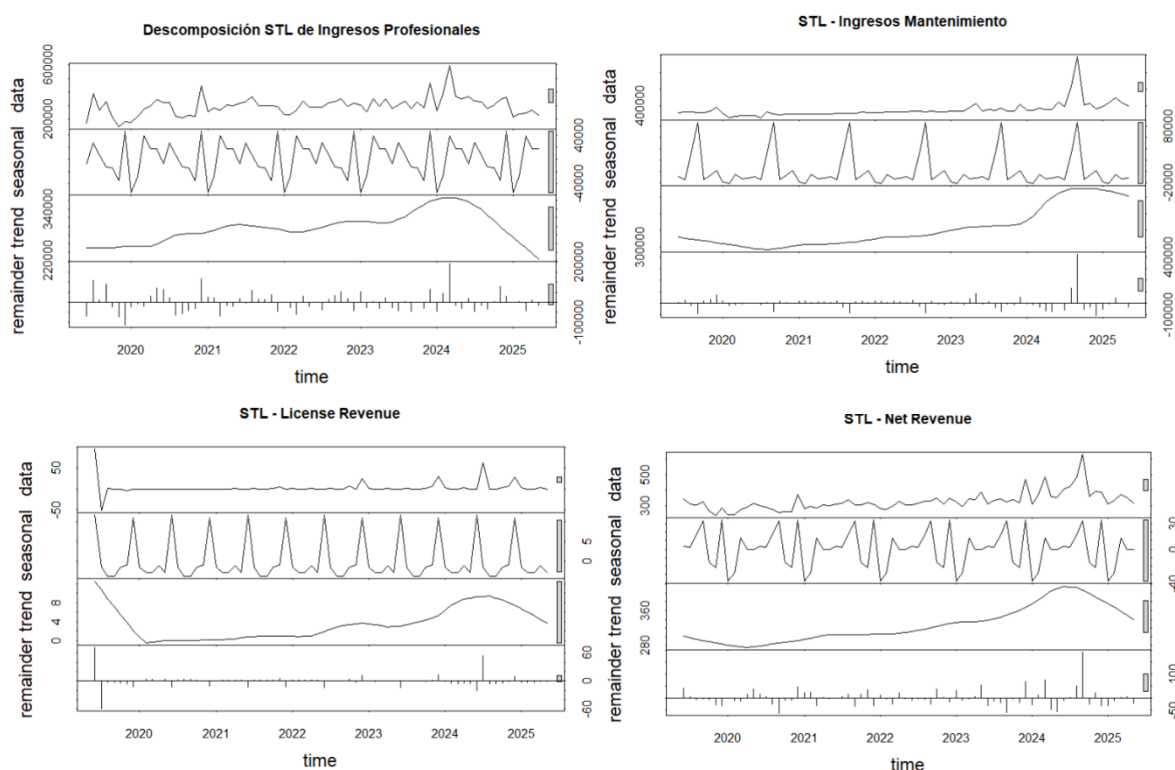 Descomposición STL de Ingresos Profesionales
data
600000
200000
seasonal
40000
-40000
trend
340000
220000
remainder
200000
-100000
2020 2021 2022 2023 2024 2025
time
STL - Ingresos Mantenimiento
data
400000
seasonal
80000
-20000
trend
300000
remainder
400000
-100000
2020 2021 2022 2023 2024 2025
time
STL - License Revenue
data
50
-50
seasonal
5
0
trend
8
4
0
remainder
60
0
-60
2020 2021 2022 2023 2024 2025
time
STL - Net Revenue
data
500
300
seasonal
0
-40
trend
360
280
remainder
100
-50
2020 2021 2022 2023 2024 2025
time